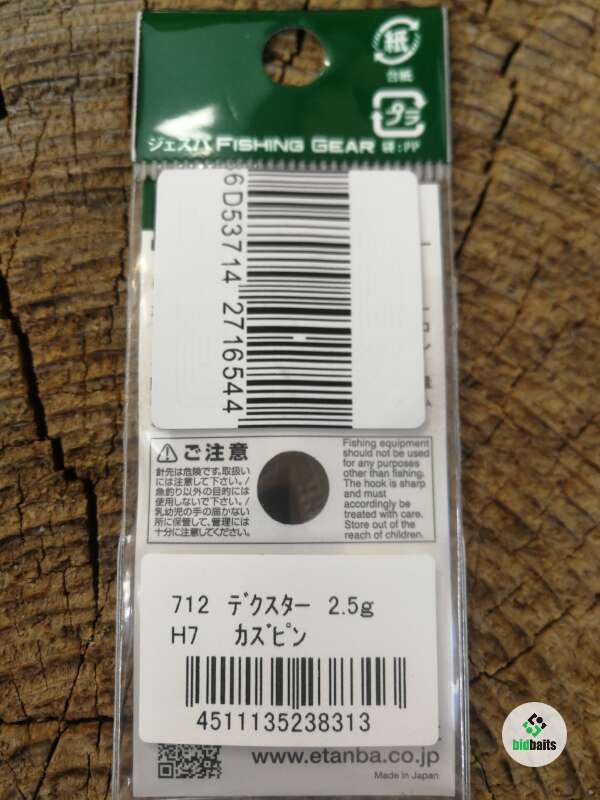 紙
台紙
プラ
袋:PP
ジェスパ FISHING GEAR
6D53714 2716544
ご注意
針先は危険です。取扱い
には注意して下さい。/
魚釣り以外の目的には
使用しないで下さい。/
乳幼児の手の届かない
所に保管して、管理には
十分に注意してください。
Fishing equipment
should not be used
for any purposes
other than fishing.
The hook is sharp
and must
accordingly be
treated with care.
Store out of the
reach of children.
712 ﾃﾞｸｽﾀｰ 2.5g
H7 ｶｽﾞﾋﾟﾝ
4511135238313
www.etanba.co.jp
Made in Japan
bidbaits